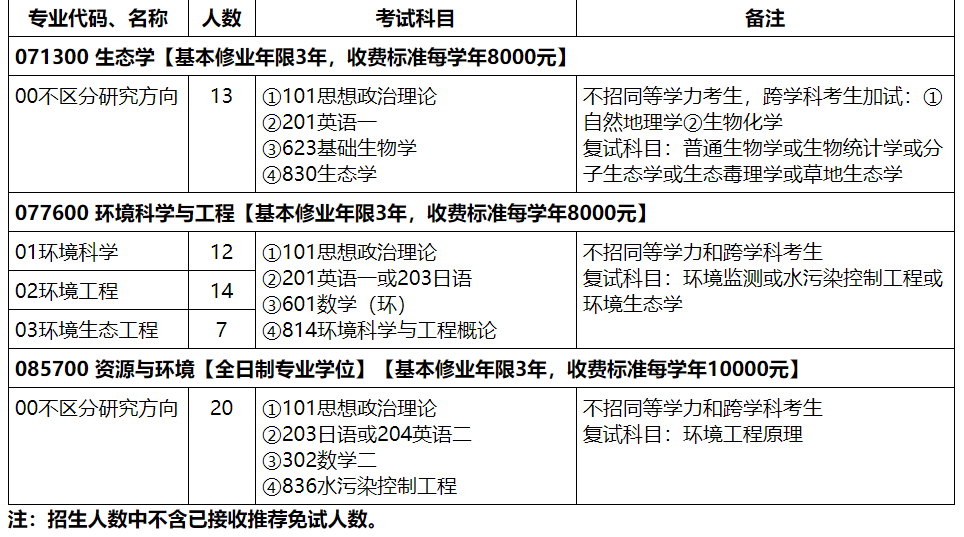 专业代码、名称 人数 考试科目 备注
071300 生态学【基本修业年限3年，收费标准每学年8000元】
00不区分研究方向 13
①101思想政治理论
②201英语一
③623基础生物学
④830生态学
不招同等学力考生，跨学科考生加试：①
自然地理学②生物化学
复试科目：普通生物学或生物统计学或分
子生态学或生态毒理学或草地生态学
077600 环境科学与工程【基本修业年限3年，收费标准每学年8000元】
01环境科学 12
02环境工程 14
03环境生态工程 7
①101思想政治理论
②201英语一或203日语
③601数学（环）
④814环境科学与工程概论
不招同等学力和跨学科考生
复试科目：环境监测或水污染控制工程或
环境生态学
085700 资源与环境【全日制专业学位】【基本修业年限3年，收费标准每学年10000元】
00不区分研究方向 20
①101思想政治理论
②203日语或204英语二
③302数学二
④836水污染控制工程
不招同等学力和跨学科考生
复试科目：环境工程原理
注：招生人数中不含已接收推荐免试人数。